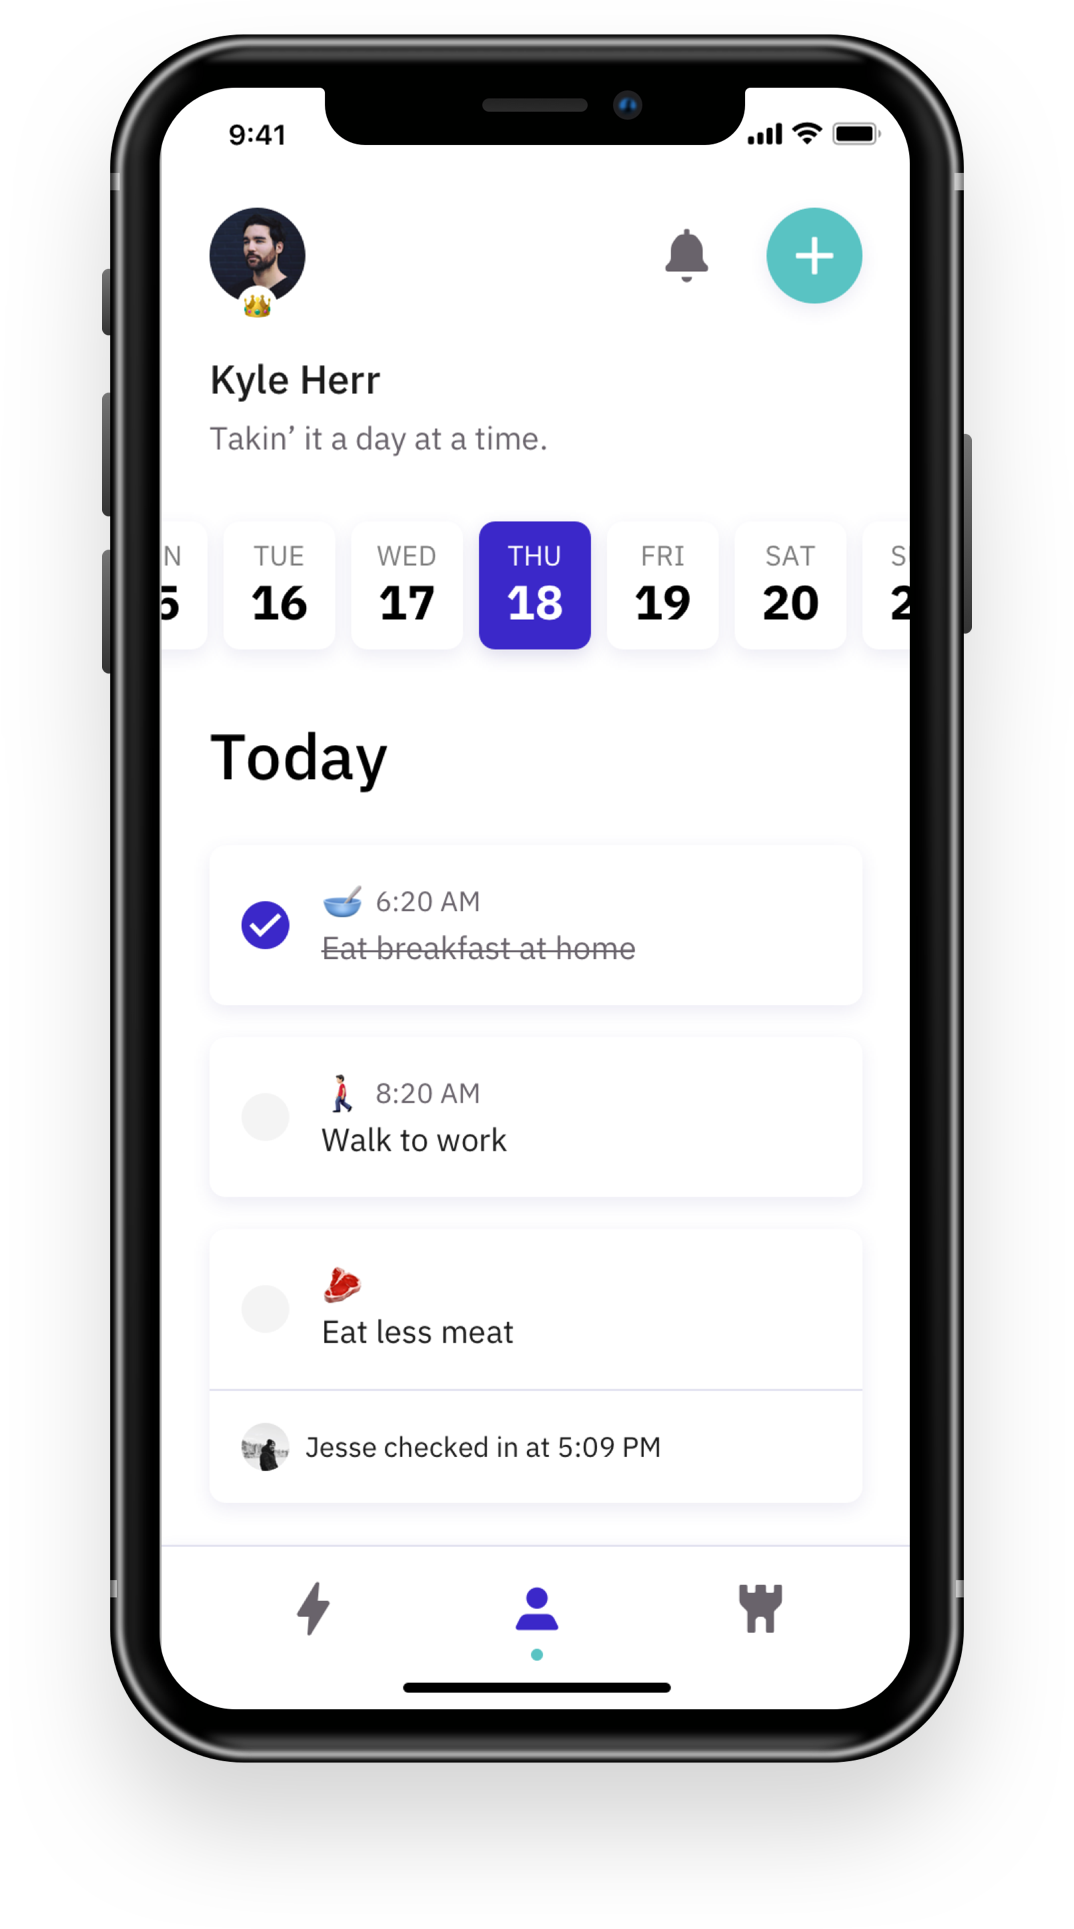 9:41
Kyle Herr
Takin’ it a day at a time.
TUE WED THU FRI SAT
16 17 18 19 20
Today
6:20 AM
Eat breakfast at home
8:20 AM
Walk to work
Eat less meat
Jesse checked in at 5:09 PM